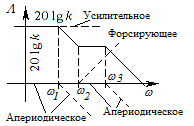 Л
20 lg k
Усилительное
Форсирующее
20 lg k
ω1
ω2
ω3
ω
Апериодическое
Апериодическое